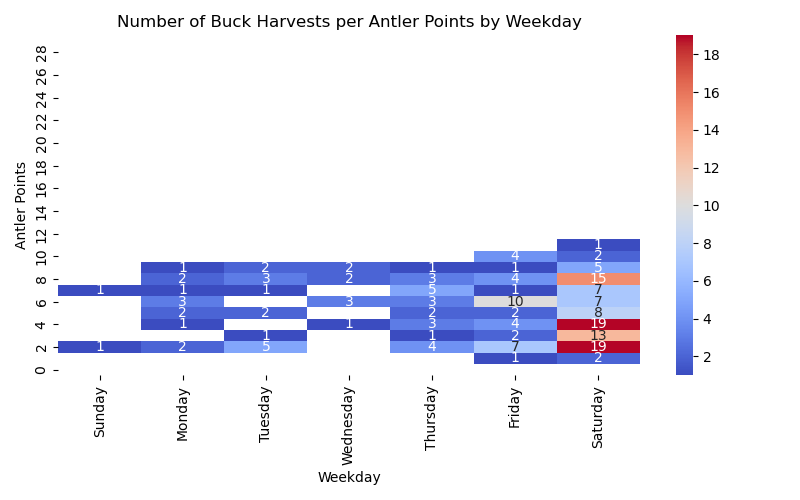 Number of Buck Harvests per Antler Points by Weekday
Antler Points
28
26
24
22
20
18
16
14
12
10
8
6
4
2
0
1
4 2
1 2 2 1 1 5
2 3 2 3 4 15
1 1 1 5 1 7
3 3 3 10 7
2 2 2 2 8
1 1 3 4 19
1 1 2 13
1 2 5 4 7 19
1 2
Sunday
Monday
Tuesday
Wednesday
Thursday
Friday
Saturday
Weekday
18
16
14
12
10
8
6
4
2